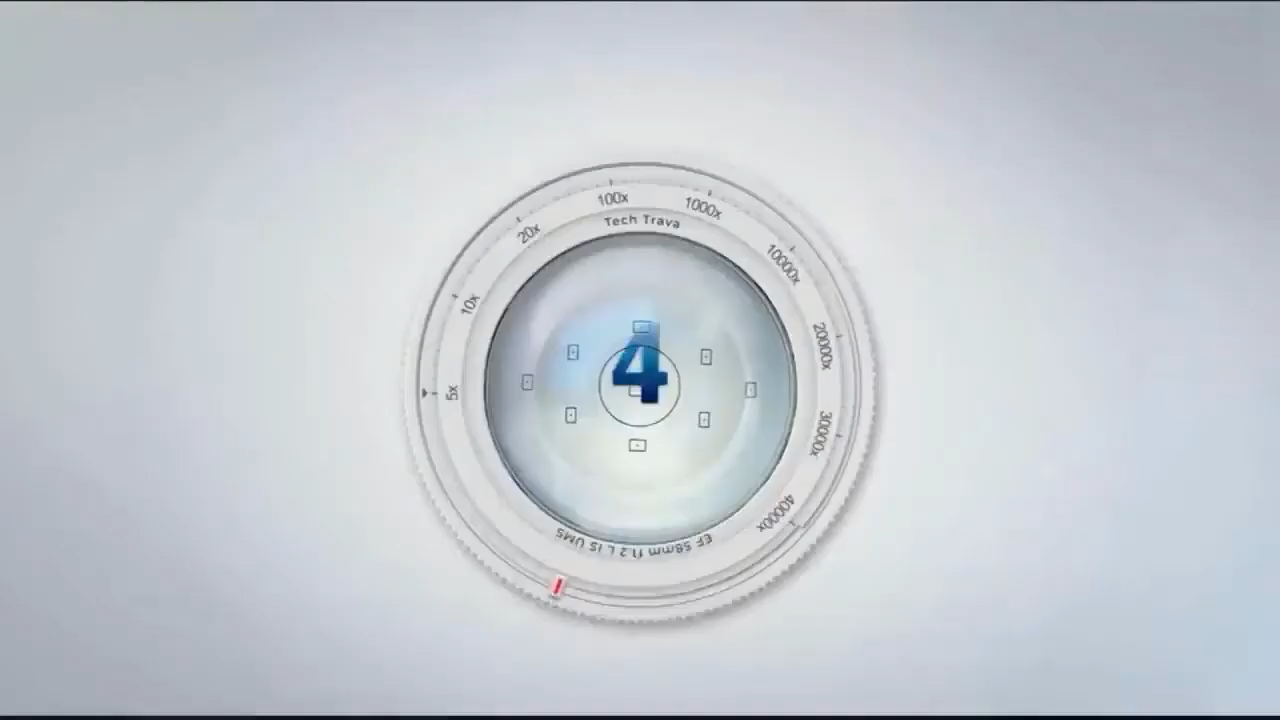 5x
10x
20x
100x
1000x
10000x
20000x
30000x
40000x
Tech Trava
4
EF 58mm f1.2 L IS UMS